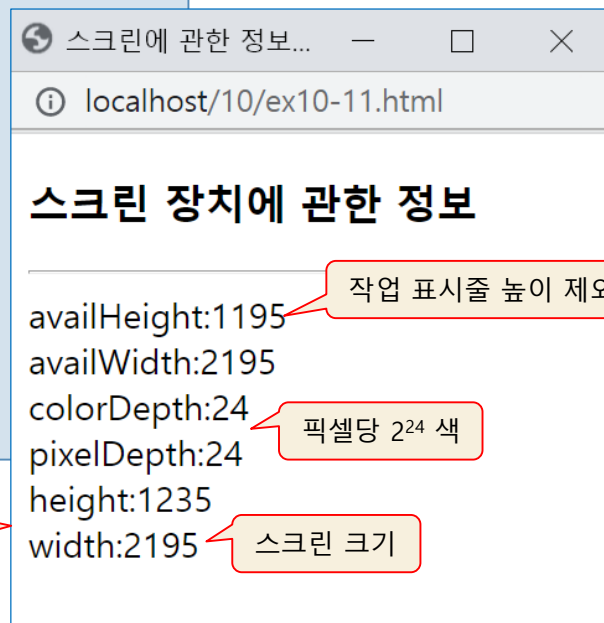 스크린에 관한 정보...
localhost/10/ex10-11.html
스크린 장치에 관한 정보
작업 표시줄 높이
availHeight:1195
availWidth:2195
colorDepth:24
픽셀당 2²⁴ 색
pixelDepth:24
height:1235
width:2195
스크린 크기